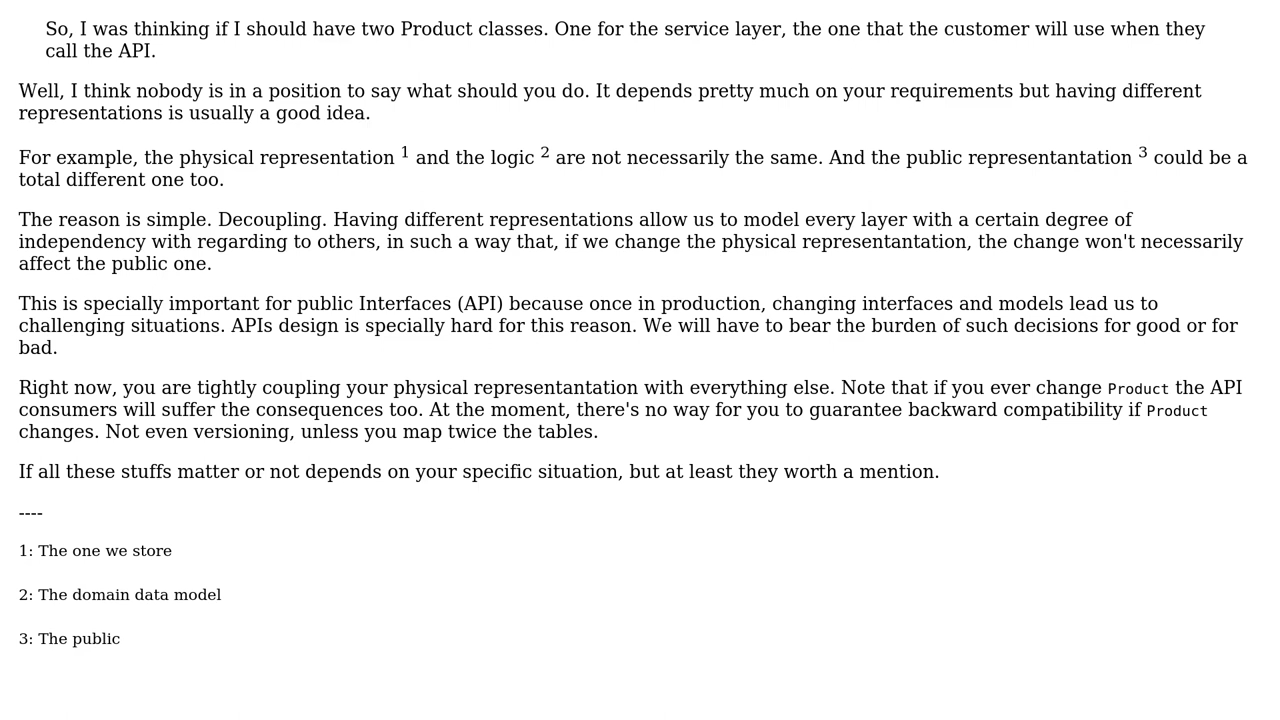 So, I was thinking if I should have two Product classes. One for the service layer, the one that the customer will use when they
call the API.
Well, I think nobody is in a position to say what should you do. It depends pretty much on your requirements but having different
representations is usually a good idea.
For example, the physical representation 1 and the logic 2 are not necessarily the same. And the public representantation 3 could be a
total different one too.
The reason is simple. Decoupling. Having different representations allow us to model every layer with a certain degree of
independency with regarding to others, in such a way that, if we change the physical representantation, the change won't necessarily
affect the public one.
This is specially important for public Interfaces (API) because once in production, changing interfaces and models lead us to
challenging situations. APIs design is specially hard for this reason. We will have to bear the burden of such decisions for good or for
bad.
Right now, you are tightly coupling your physical representantation with everything else. Note that if you ever change Product the API
consumers will suffer the consequences too. At the moment, there's no way for you to guarantee backward compatibility if Product
changes. Not even versioning, unless you map twice the tables.
If all these stuffs matter or not depends on your specific situation, but at least they worth a mention.
----
1: The one we store
2: The domain data model
3: The public